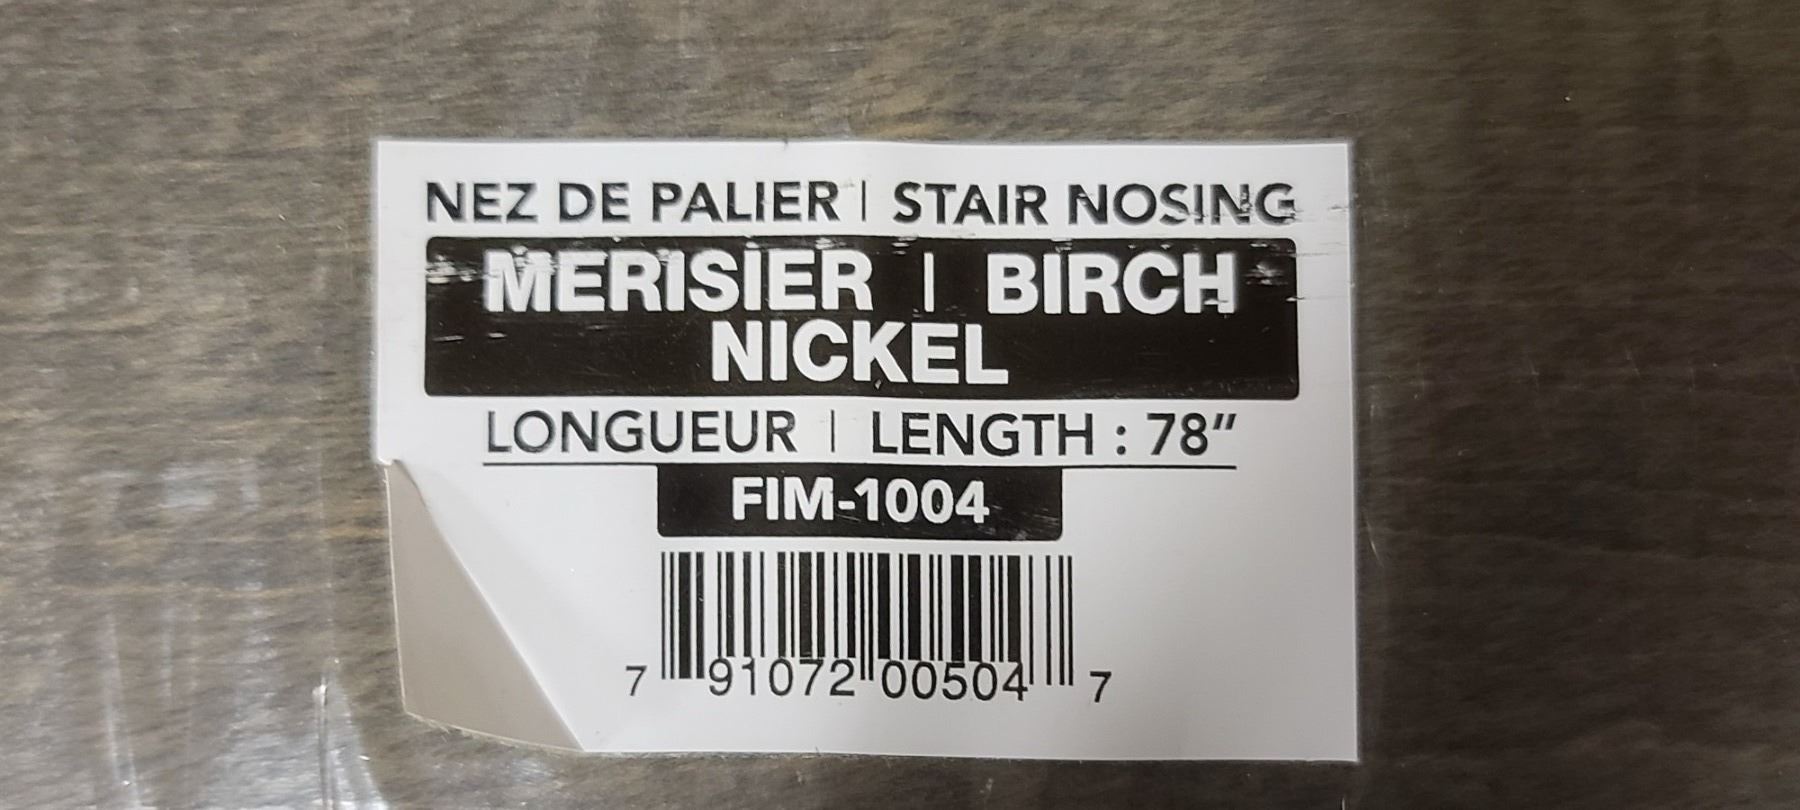 NEZ DE PALIER | STAIR NOSING
MERISIER | BIRCH
NICKEL
LONGUEUR | LENGTH : 78"
FIM-1004
7 91072 00504 7